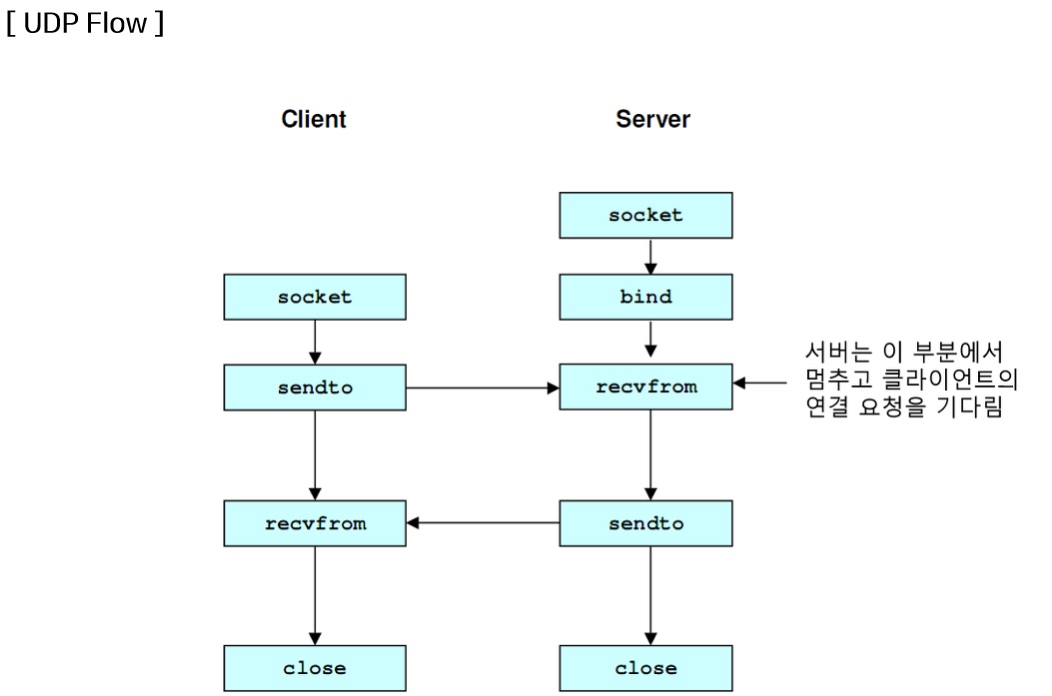 [ UDP Flow ]
Client
Server
socket
socket
bind
sendto
recvfrom
서버는 이 부분에서
멈추고 클라이언트의
연결 요청을 기다림
recvfrom
sendto
close
close